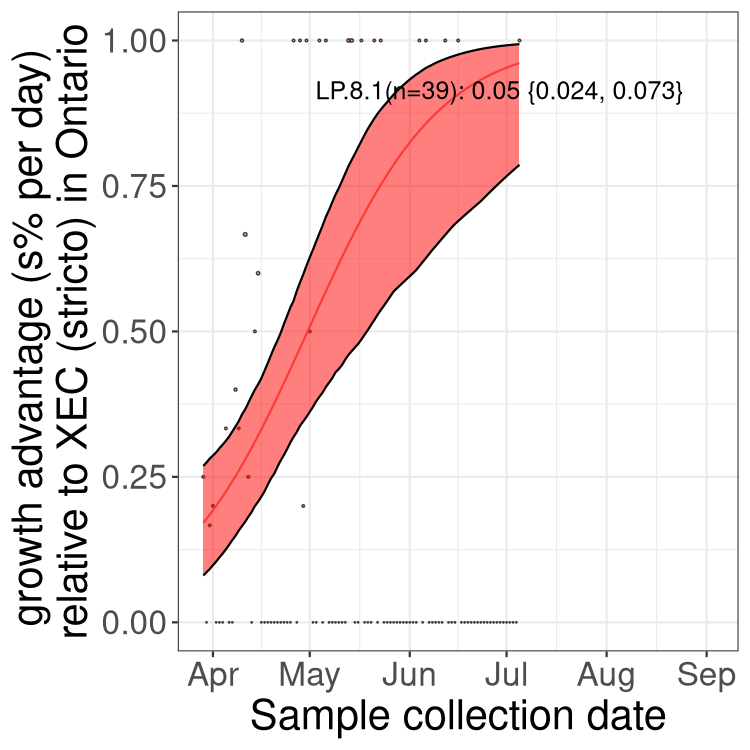 growth advantage (s% per day)
relative to XEC (stricto) in Ontario
1.00
0.75
0.50
0.25
0.00
LP.8.1(n=39): 0.05 {0.024, 0.073}
Apr May Jun Jul Aug Sep
Sample collection date